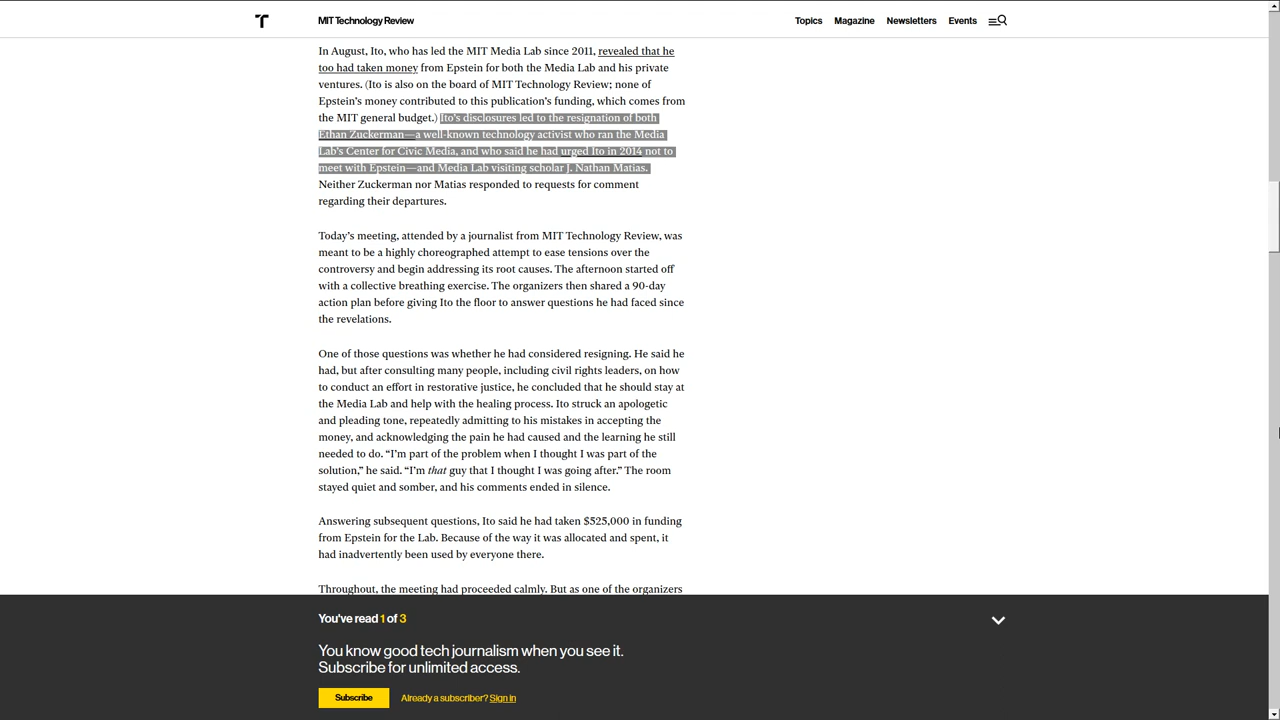 MIT Technology Review
Topics
Magazine
Newsletters
Events
In August, Ito, who has led the MIT Media Lab since 2011, revealed that he
too had taken money from Epstein for both the Media Lab and his private
ventures. (Ito is also on the board of MIT Technology Review; none of
Epstein’s money contributed to this publication’s funding, which comes from
the MIT general budget.) Ito’s disclosures led to the resignation of both
Ethan Zuckerman—a well-known technology activist who ran the Media
Lab’s Center for Civic Media, and who said he had urged Ito in 2014 not to
meet with Epstein—and Media Lab visiting scholar J. Nathan Matias.
Neither Zuckerman nor Matias responded to requests for comment
regarding their departures.
Today’s meeting, attended by a journalist from MIT Technology Review, was
meant to be a highly choreographed attempt to ease tensions over the
controversy and begin addressing its root causes. The afternoon started off
with a collective breathing exercise. The organizers then shared a 90-day
action plan before giving Ito the floor to answer questions he had faced since
the revelations.
One of those questions was whether he had considered resigning. He said he
had, but after consulting many people, including civil rights leaders, on how
to conduct an effort in restorative justice, he concluded that he should stay at
the Media Lab and help with the healing process. Ito struck an apologetic
and pleading tone, repeatedly admitting to his mistakes in accepting the
money, and acknowledging the pain he had caused and the learning he still
needed to do. “I’m part of the problem when I thought I was part of the
solution,” he said. “I’m that guy that I thought I was going after.” The room
stayed quiet and somber, and his comments ended in silence.
Answering subsequent questions, Ito said he had taken $525,000 in funding
from Epstein for the Lab. Because of the way it was allocated and spent, it
had inadvertently been used by everyone there.
Throughout, the meeting had proceeded calmly. But as one of the organizers
You’ve read 1 of 3
You know good tech journalism when you see it.
Subscribe for unlimited access.
Subscribe
Already a subscriber? Sign in